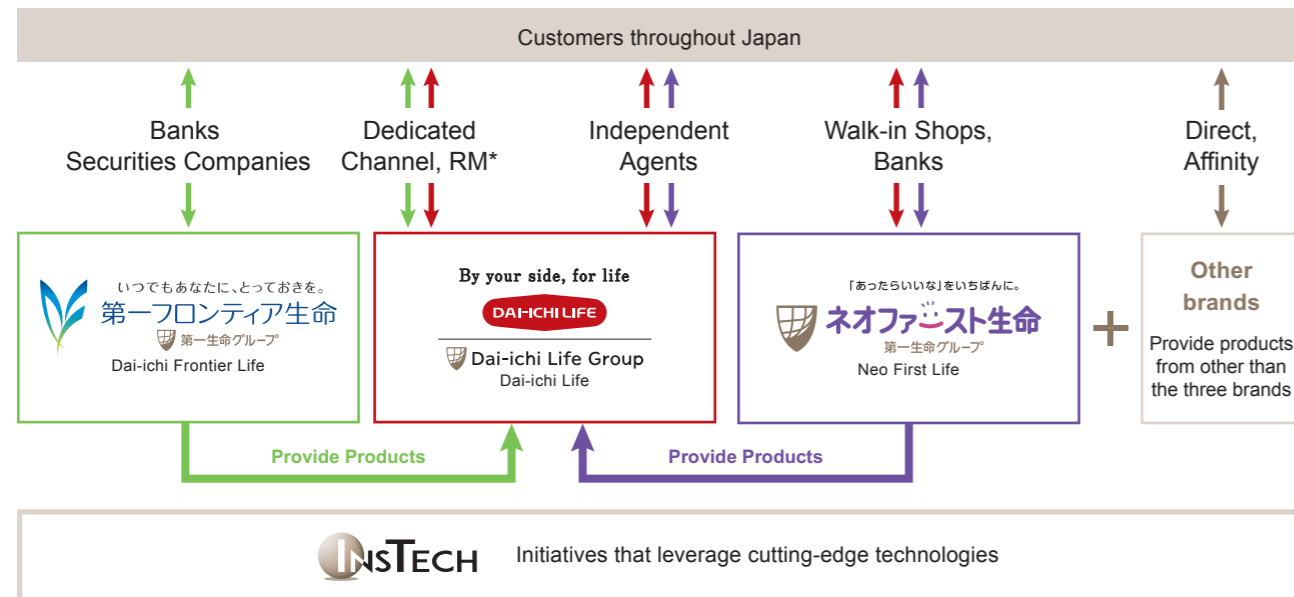 Customers throughout Japan
Banks
Securities Companies
Dedicated
Channel, RM*
Independent
Agents
Walk-in Shops,
Banks
Direct,
Affinity
いつでもあなたに、とっておきを。
第一フロンティア生命
第一生命グループ
Dai-ichi Frontier Life
By your side, for life
DAI-ICHI LIFE
Dai-ichi Life Group
Dai-ichi Life
「あったらいいな」をいちばんに。
ネオファースト生命
第一生命グループ
Neo First Life
+
Other
brands
Provide products
from other than
the three brands
Provide Products
Provide Products
INSTECH
Initiatives that leverage cutting-edge technologies